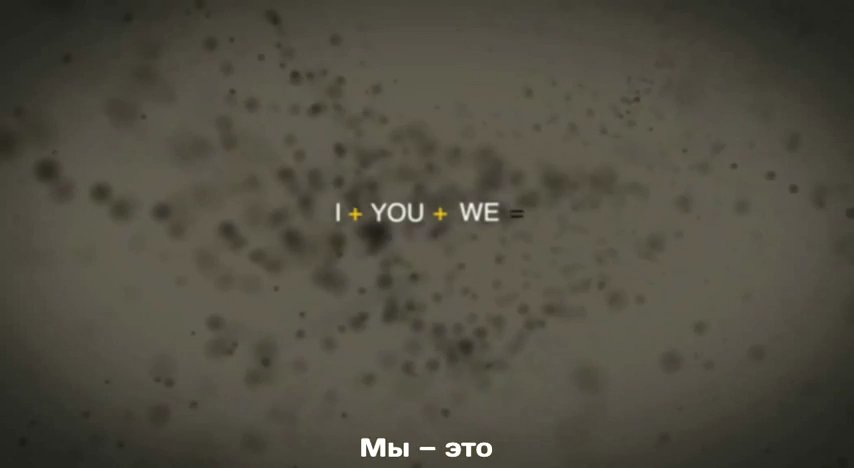 I + YOU + WE =
Мы – это